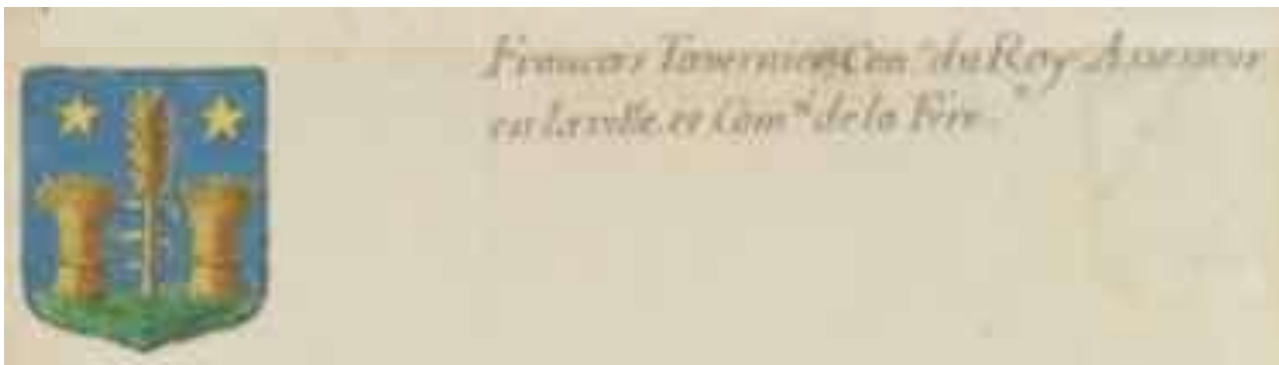 François Tavernier Con.er du Roy Assesseur
en la ville et Com.té de la Fère